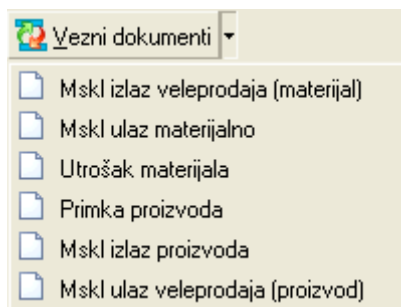 Vezni dokumenti
Mskl izlaz veleprodaja (materijal)
Mskl ulaz materijalno
Utrošak materijala
Primka proizvoda
Mskl izlaz proizvoda
Mskl ulaz veleprodaja (proizvod)